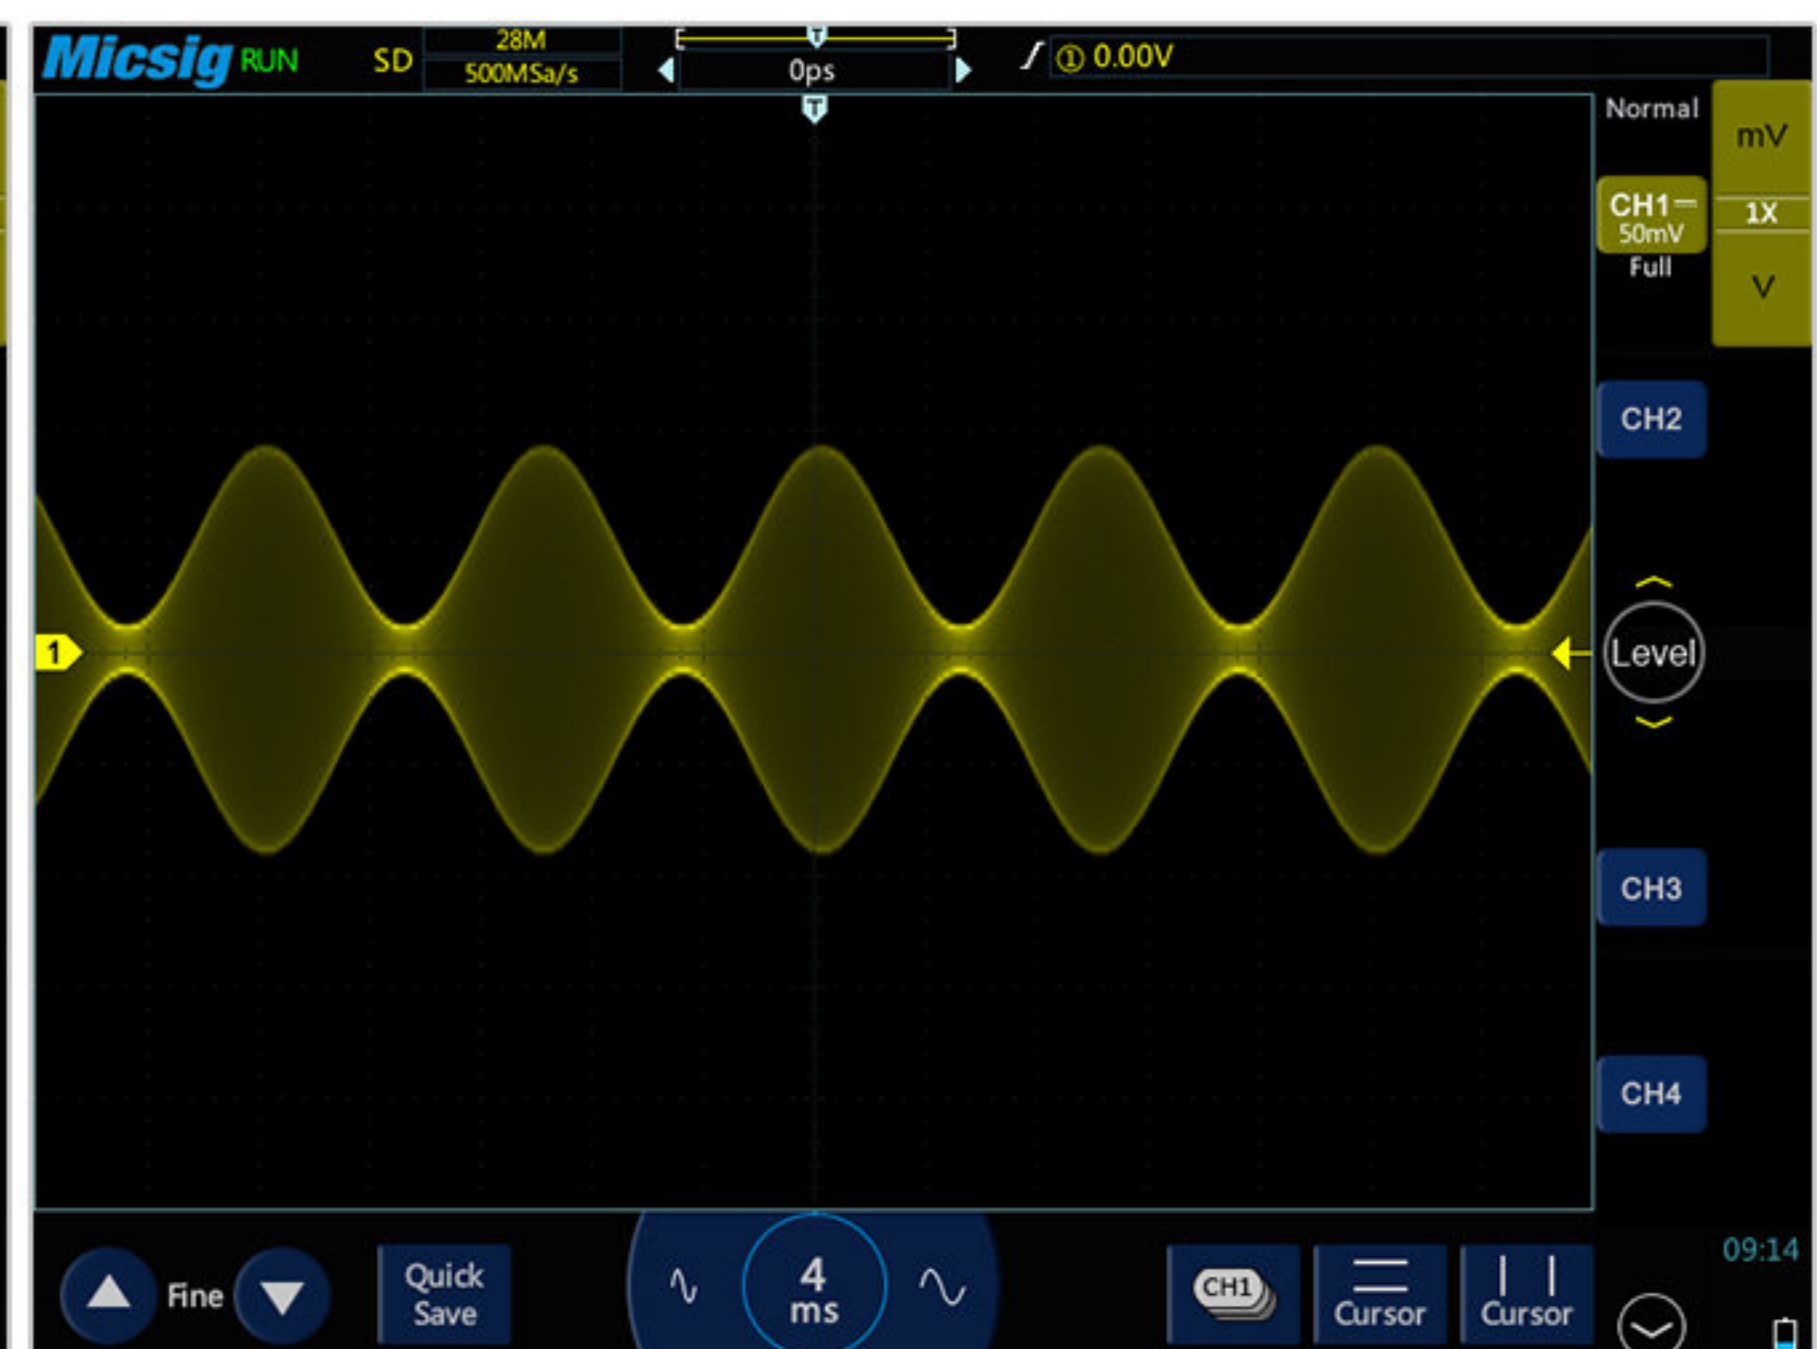 Micsig RUN SD 28M
500MSa/s
T
0ps
① 0.00V
T
Normal
mV
CH1
50mV
Full
1X
V
CH2
1
Level
CH3
CH4
Fine
Quick
Save
4
ms
CH1
Cursor
Cursor
09:14